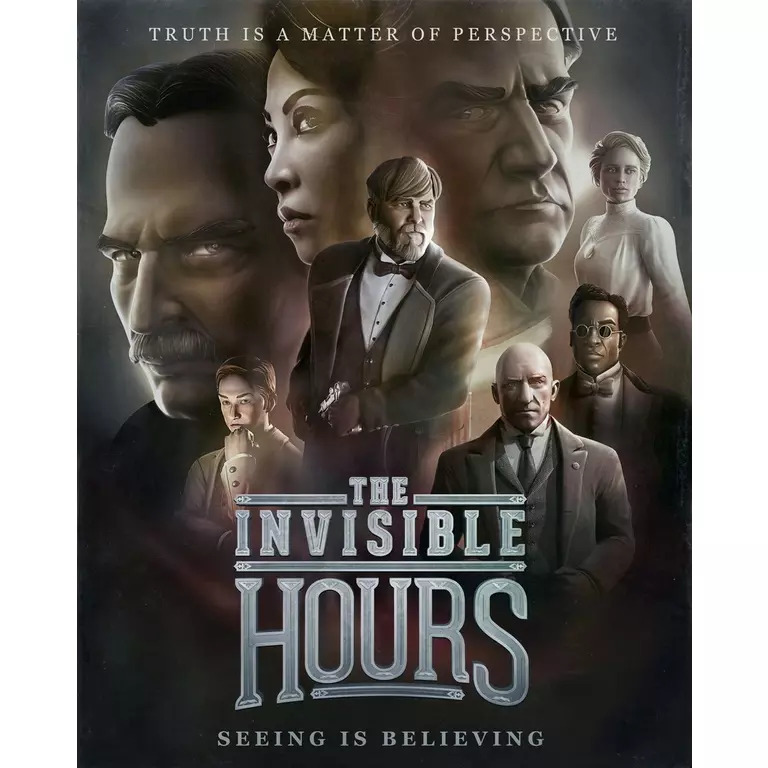 TRUTH IS A MATTER OF PERSPECTIVE
THE
INVISIBLE
HOURS
SEEING IS BELIEVING